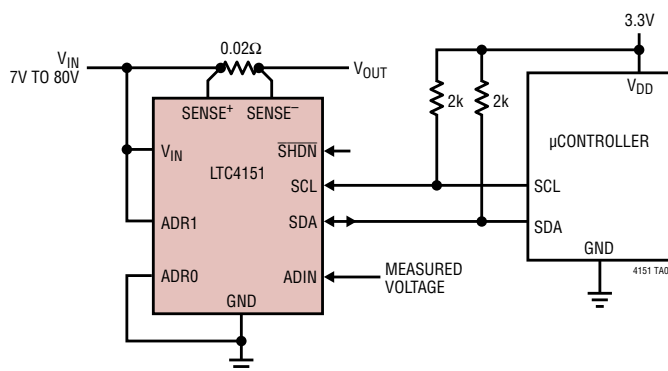 3.3V
0.02Ω
VIN
7V TO 80V
VOUT
VDD
2k
2k
SENSE+
SENSE–
µCONTROLLER
VIN
SHDN
LTC4151
SCL
SCL
ADR1
SDA
SDA
GND
4151 TA0
ADR0
ADIN
MEASURED
VOLTAGE
GND